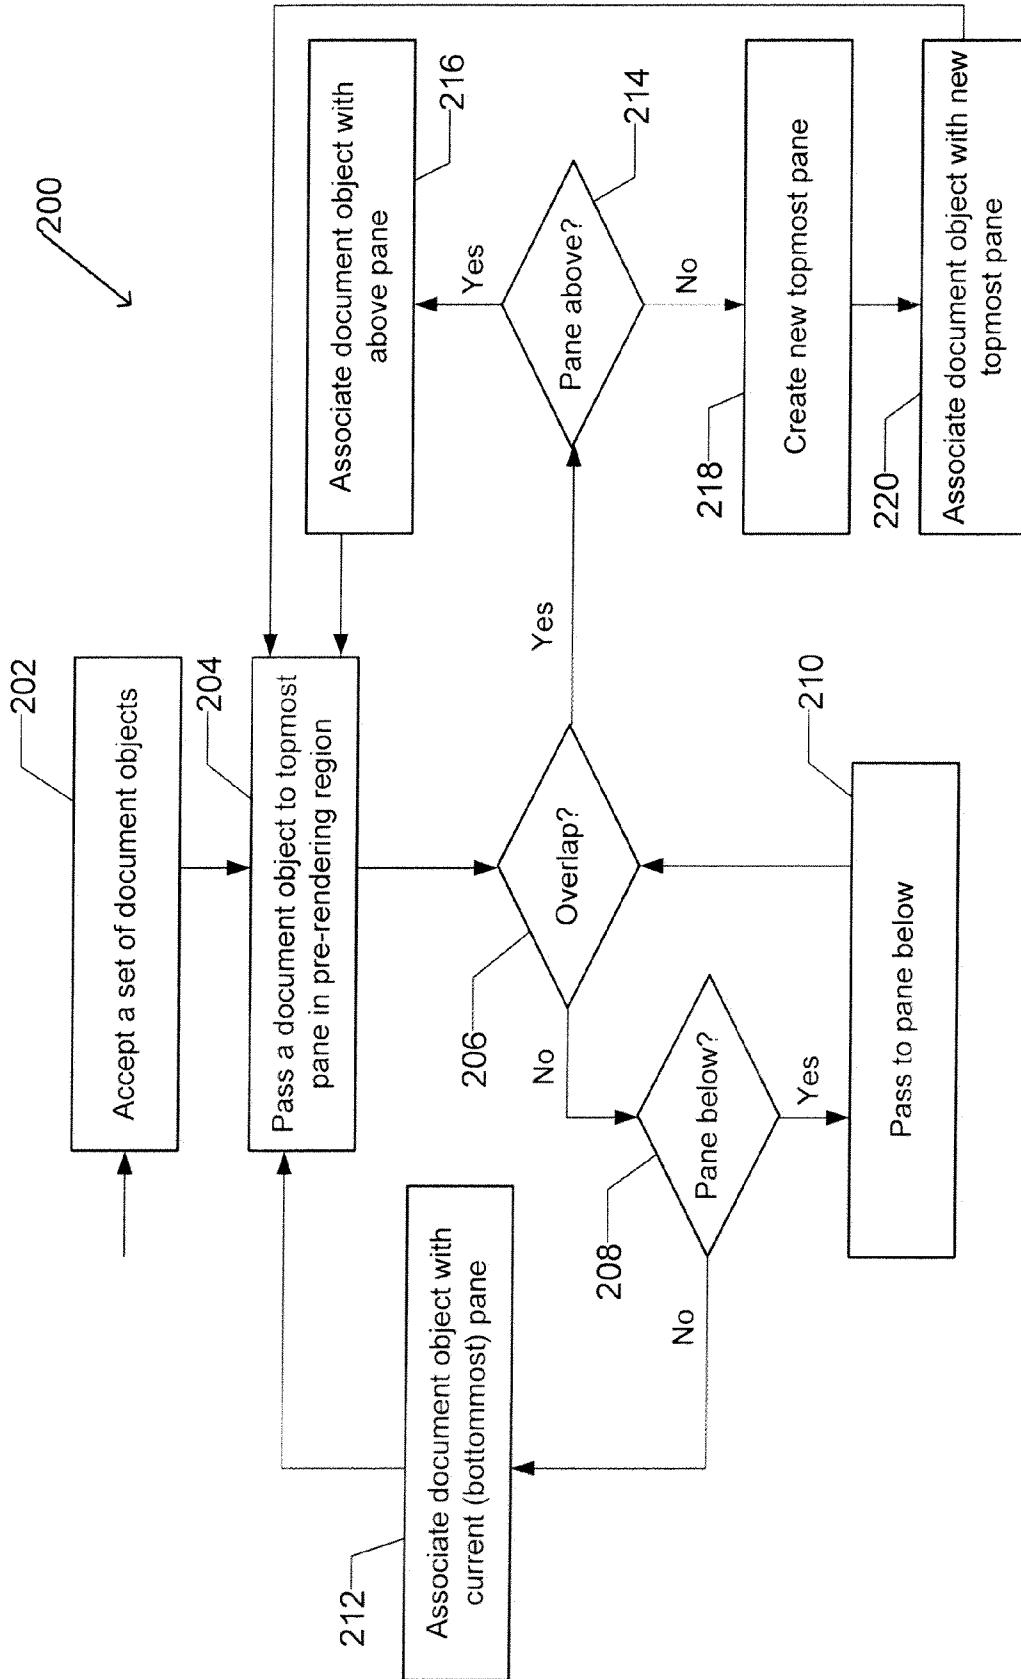 200
202
Accept a set of document objects
204
Pass a document object to topmost
pane in pre-rendering region
212
Associate document object with
current (bottommost) pane
206
Overlap?
No
Yes
208
Pane below?
No
Yes
210
Pass to pane below
216
Associate document object with
above pane
214
Pane above?
Yes
No
218
Create new topmost pane
220
Associate document object with new
topmost pane